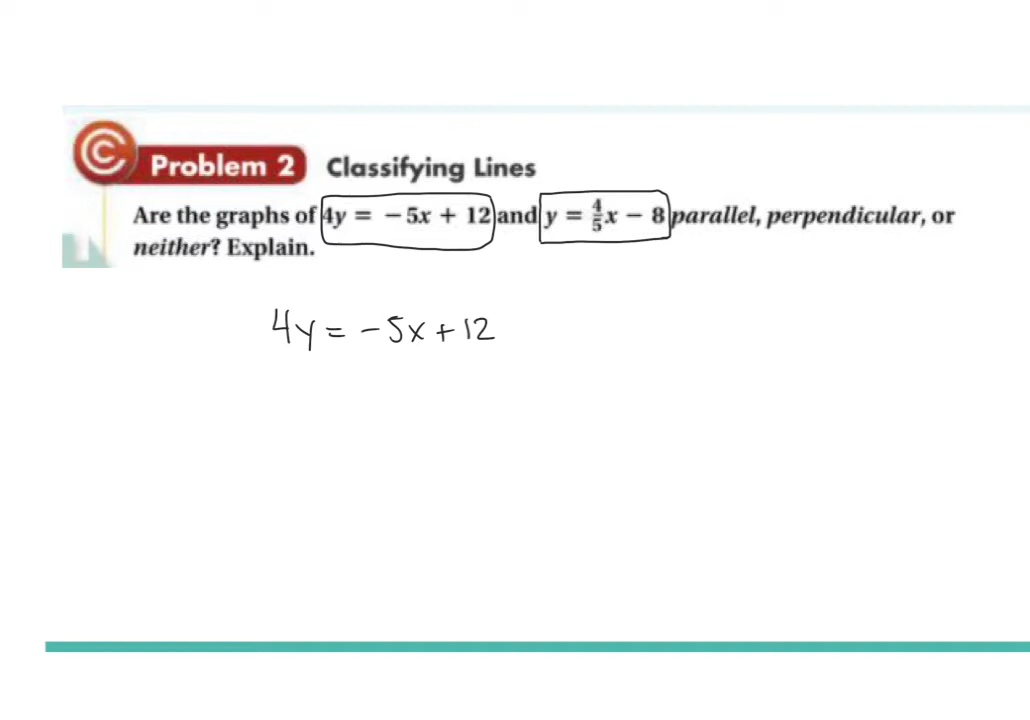 © Problem 2 Classifying Lines
Are the graphs of 4y = −5x + 12 and y = 4/5x − 8 parallel, perpendicular, or
neither? Explain.
4y = −5x + 12